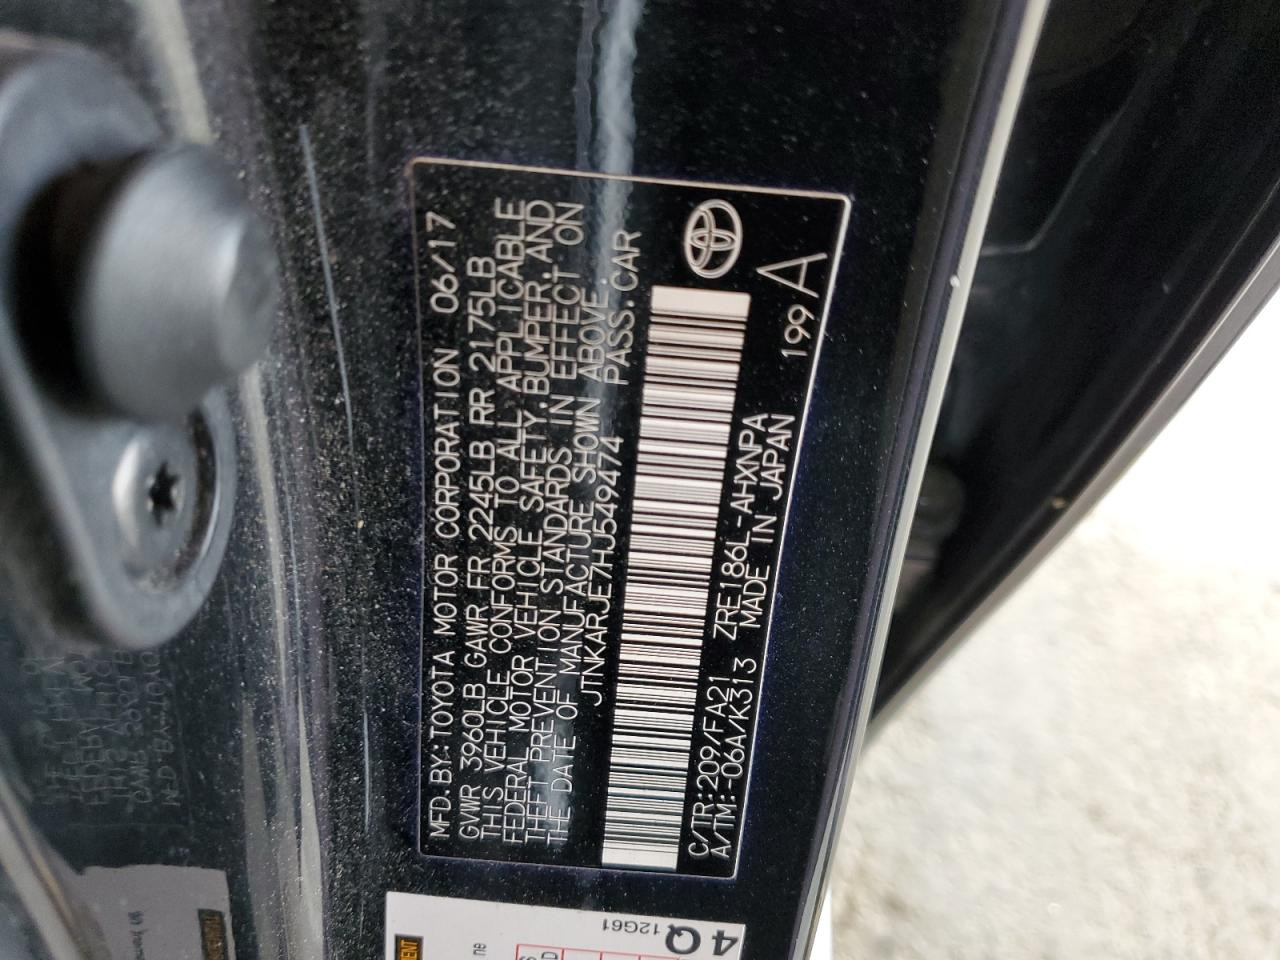 MFD.BY:TOYOTA MOTOR CORPORATION 06/17
GVWR 3960LB GAWR FR 2245LB RR 2175LB
THIS VEHICLE CONFORMS TO ALL APPLICABLE
FEDERAL MOTOR VEHICLE SAFETY,BUMPER,AND
THEFT PREVENTION STANDARDS IN EFFECT ON
THE DATE OF MANUFACTURE SHOWN ABOVE.
JTNKARJE7HJ549474 PASS.CAR
C/TR:209/FA21 ZRE186L-AHXNPA
A/TM:-06A/K313 MADE IN JAPAN
199A
4Q
12G61